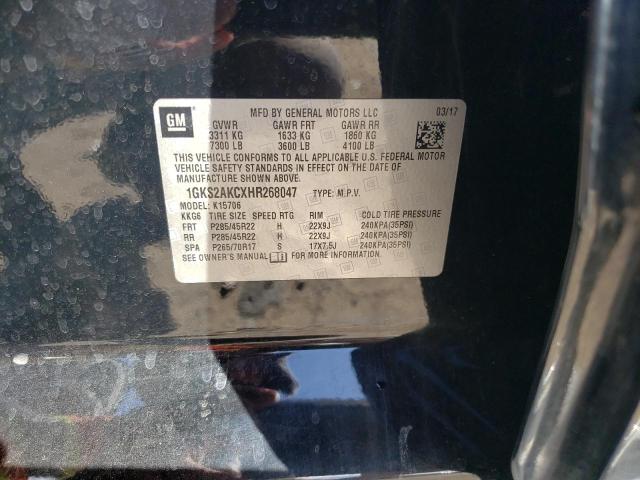 GM
MFD BY GENERAL MOTORS LLC 03/17
GVWR GAWR FRT GAWR RR
3311 KG 1633 KG 1860 KG
7300 LB 3600 LB 4100 LB
THIS VEHICLE CONFORMS TO ALL APPLICABLE U.S. FEDERAL MOTOR
VEHICLE SAFETY STANDARDS IN EFFECT ON THE DATE OF
MANUFACTURE SHOWN ABOVE.
1GKS2AKCXHR268047 TYPE: M.P.V.
MODEL: K15706
KKG6 TIRE SIZE SPEED RTG RIM COLD TIRE PRESSURE
FRT P285/45R22 H 22X9J 240KPA(35PSI)
RR P285/45R22 H 22X9J 240KPA(35PSI)
SPA P265/70R17 S 17X7.5J 240KPA(35PSI)
SEE OWNER'S MANUAL FOR MORE INFORMATION.